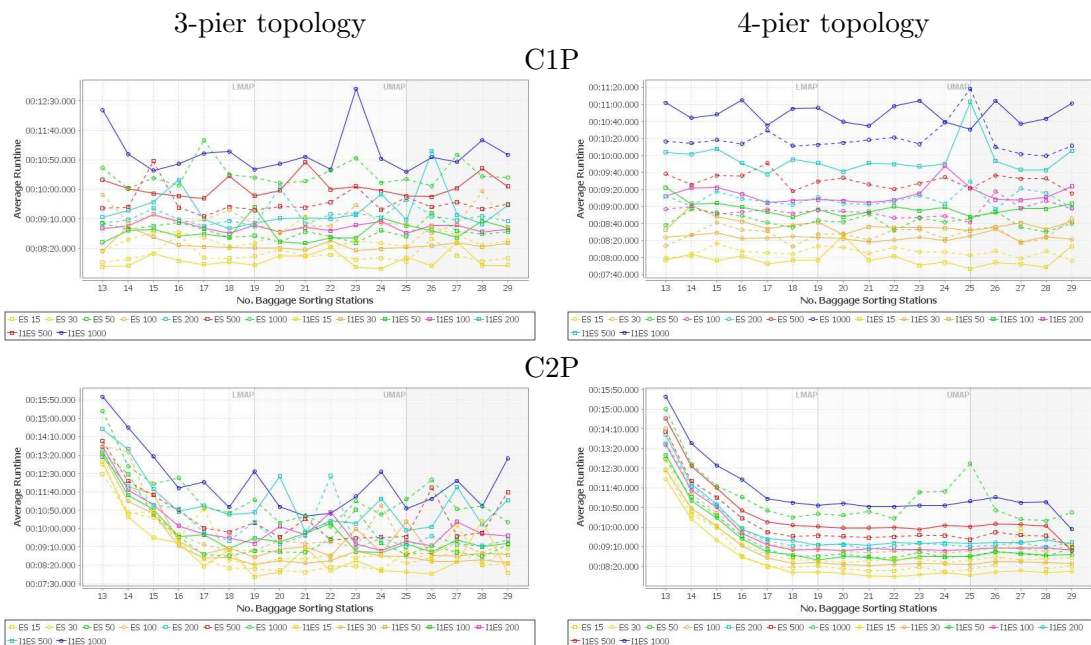 3-pier topology 4-pier topology
C1P
LMAP UMAP
00:12:30.000
00:11:40.000
00:10:50.000
00:10:00.000
00:09:10.000
00:08:20.000
Average Runtime
13 14 15 16 17 18 19 20 21 22 23 24 25 26 27 28 29
No. Baggage Sorting Stations
ES 15 ES 30 ES 50 ES 100 ES 200 ES 500 ES 1000 I1ES 15 I1ES 30 I1ES 50 I1ES 100 I1ES 200
I1ES 500 I1ES 1000
LMAP UMAP
00:11:20.000
00:11:00.000
00:10:40.000
00:10:20.000
00:10:00.000
00:09:40.000
00:09:20.000
00:09:00.000
00:08:40.000
00:08:20.000
00:08:00.000
00:07:40.000
Average Runtime
13 14 15 16 17 18 19 20 21 22 23 24 25 26 27 28 29
No. Baggage Sorting Stations
ES 15 ES 30 ES 50 ES 100 ES 200 ES 500 ES 1000 I1ES 15 I1ES 30 I1ES 50 I1ES 100 I1ES 200
I1ES 500 I1ES 1000
C2P
LMAP UMAP
00:15:50.000
00:15:00.000
00:14:10.000
00:13:20.000
00:12:30.000
00:11:40.000
00:10:50.000
00:10:00.000
00:09:10.000
00:08:20.000
00:07:30.000
Average Runtime
13 14 15 16 17 18 19 20 21 22 23 24 25 26 27 28 29
No. Baggage Sorting Stations
ES 15 ES 30 ES 50 ES 100 ES 200 ES 500 ES 1000 I1ES 15 I1ES 30 I1ES 50 I1ES 100 I1ES 200
I1ES 500 I1ES 1000
LMAP UMAP
00:15:50.000
00:15:00.000
00:14:10.000
00:13:20.000
00:12:30.000
00:11:40.000
00:10:50.000
00:10:00.000
00:09:10.000
00:08:20.000
Average Runtime
13 14 15 16 17 18 19 20 21 22 23 24 25 26 27 28 29
No. Baggage Sorting Stations
ES 15 ES 30 ES 50 ES 100 ES 200 ES 500 ES 1000 I1ES 15 I1ES 30 I1ES 50 I1ES 100 I1ES 200
I1ES 500 I1ES 1000